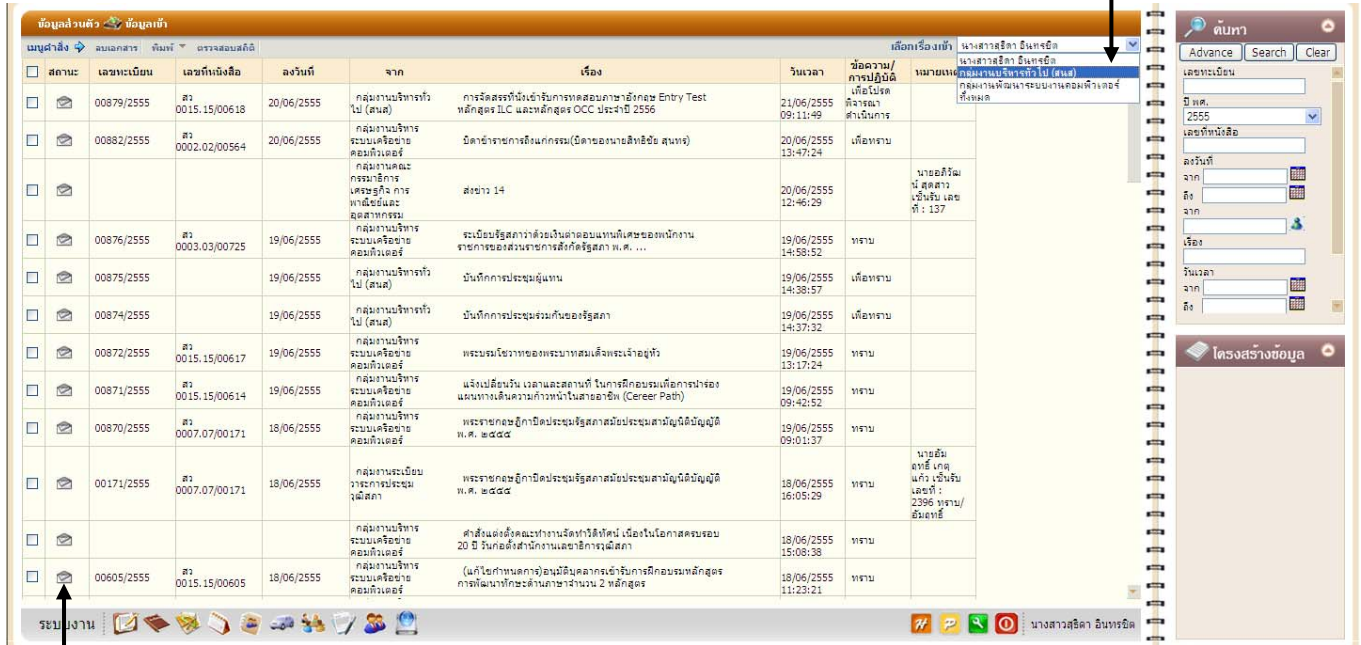 ข้อมูลส่วนตัว ข้อมูลเข้า
เมนูคำสั่ง ลบเอกสาร พิมพ์ ตรวจสอบสถิติ
เลือกเรื่องเข้า นางสาวสุธิดา อินทรชิต
นางสาวสุธิดา อินทรชิต
กลุ่มงานบริหารทั่วไป (สนส)
กลุ่มงานพัฒนาระบบงานคอมพิวเตอร์
ทั้งหมด
สถานะ เลขทะเบียน เลขที่หนังสือ ลงวันที่ จาก เรื่อง วันเวลา ข้อความ/การปฏิบัติ หมายเหตุ
00879/2555 สว 0015.15/00618 20/06/2555 กลุ่มงานบริหารทั่วไป (สนส) การจัดสรรที่นั่งเข้ารับการทดสอบภาษาอังกฤษ Entry Test หลักสูตร ILC และหลักสูตร OCC ประจำปี 2556 21/06/2555 09:11:49 เพื่อโปรดพิจารณาดำเนินการ
00882/2555 สว 0002.02/00564 20/06/2555 กลุ่มงานบริหารระบบเครือข่ายคอมพิวเตอร์ บิดาข้าราชการถึงแก่กรรม(บิดาของนายสิทธิชัย สุนทร) 20/06/2555 13:47:24 เพื่อทราบ
กลุ่มงานคณะกรรมาธิการเศรษฐกิจ การพาณิชย์และอุตสาหกรรม ส่งข่าว 14 20/06/2555 12:46:29 นายอภิวัฒน์ สุดสาว เซ็นรับ เลขที่ : 137
00876/2555 สว 0003.03/00725 19/06/2555 กลุ่มงานบริหารระบบเครือข่ายคอมพิวเตอร์ ระเบียบรัฐสภาว่าด้วยเงินค่าตอบแทนพิเศษของพนักงานราชการของส่วนราชการสังกัดรัฐสภา พ.ศ. ... 19/06/2555 14:58:52 ทราบ
00875/2555 19/06/2555 กลุ่มงานบริหารทั่วไป (สนส) บันทึกการประชุมผู้แทน 19/06/2555 14:38:57 เพื่อทราบ
00874/2555 19/06/2555 กลุ่มงานบริหารทั่วไป (สนส) บันทึกการประชุมร่วมกันของรัฐสภา 19/06/2555 14:37:32 เพื่อทราบ
00872/2555 สว 0015.15/00617 19/06/2555 กลุ่มงานบริหารระบบเครือข่ายคอมพิวเตอร์ พระบรมโชวาทของพระบาทสมเด็จพระเจ้าอยู่หัว 19/06/2555 13:17:24 ทราบ
00871/2555 สว 0015.15/00614 19/06/2555 กลุ่มงานบริหารระบบเครือข่ายคอมพิวเตอร์ แจ้งเปลี่ยนวัน เวลาและสถานที่ ในการฝึกอบรมเพื่อการนำร่องแผนทางเดินความก้าวหน้าในสายอาชีพ (Cereer Path) 19/06/2555 09:42:52 ทราบ
00870/2555 สว 0007.07/00171 18/06/2555 กลุ่มงานบริหารระบบเครือข่ายคอมพิวเตอร์ พระราชกฤษฎีกาปิดประชุมรัฐสภาสมัยประชุมสามัญนิติบัญญัติ พ.ศ. ๒๕๕๕ 19/06/2555 09:01:37 ทราบ
00171/2555 สว 0007.07/00171 18/06/2555 กลุ่มงานระเบียบวาระการประชุมวุฒิสภา พระราชกฤษฎีกาปิดประชุมรัฐสภาสมัยประชุมสามัญนิติบัญญัติ พ.ศ. ๒๕๕๕ 18/06/2555 16:05:29 ทราบ นายอัมฤทธิ์ เกตุแก้ว เซ็นรับ เลขที่ : 2396 ทราบ/อัมฤทธิ์
กลุ่มงานบริหารระบบเครือข่ายคอมพิวเตอร์ คำสั่งแต่งตั้งคณะทำงานจัดทำวีดิทัศน์ เนื่องในโอกาสครบรอบ 20 ปี วันก่อตั้งสำนักงานเลขาธิการวุฒิสภา 18/06/2555 15:08:38 ทราบ
00605/2555 สว 0015.15/00605 18/06/2555 กลุ่มงานบริหารระบบเครือข่ายคอมพิวเตอร์ (แก้ไขกำหนดการ)อนุมัติบุคลากรเข้ารับการฝึกอบรมหลักสูตรการพัฒนาทักษะด้านภาษาจำนวน 2 หลักสูตร 18/06/2555 11:23:21 ทราบ
ระบบงาน
นางสาวสุธิดา อินทรชิต
ค้นหา
Advance Search Clear
เลขทะเบียน
ปี พศ.
2555
เลขที่หนังสือ
ลงวันที่
จาก
ถึง
จาก
เรื่อง
วันเวลา
จาก
ถึง
โครงสร้างข้อมูล